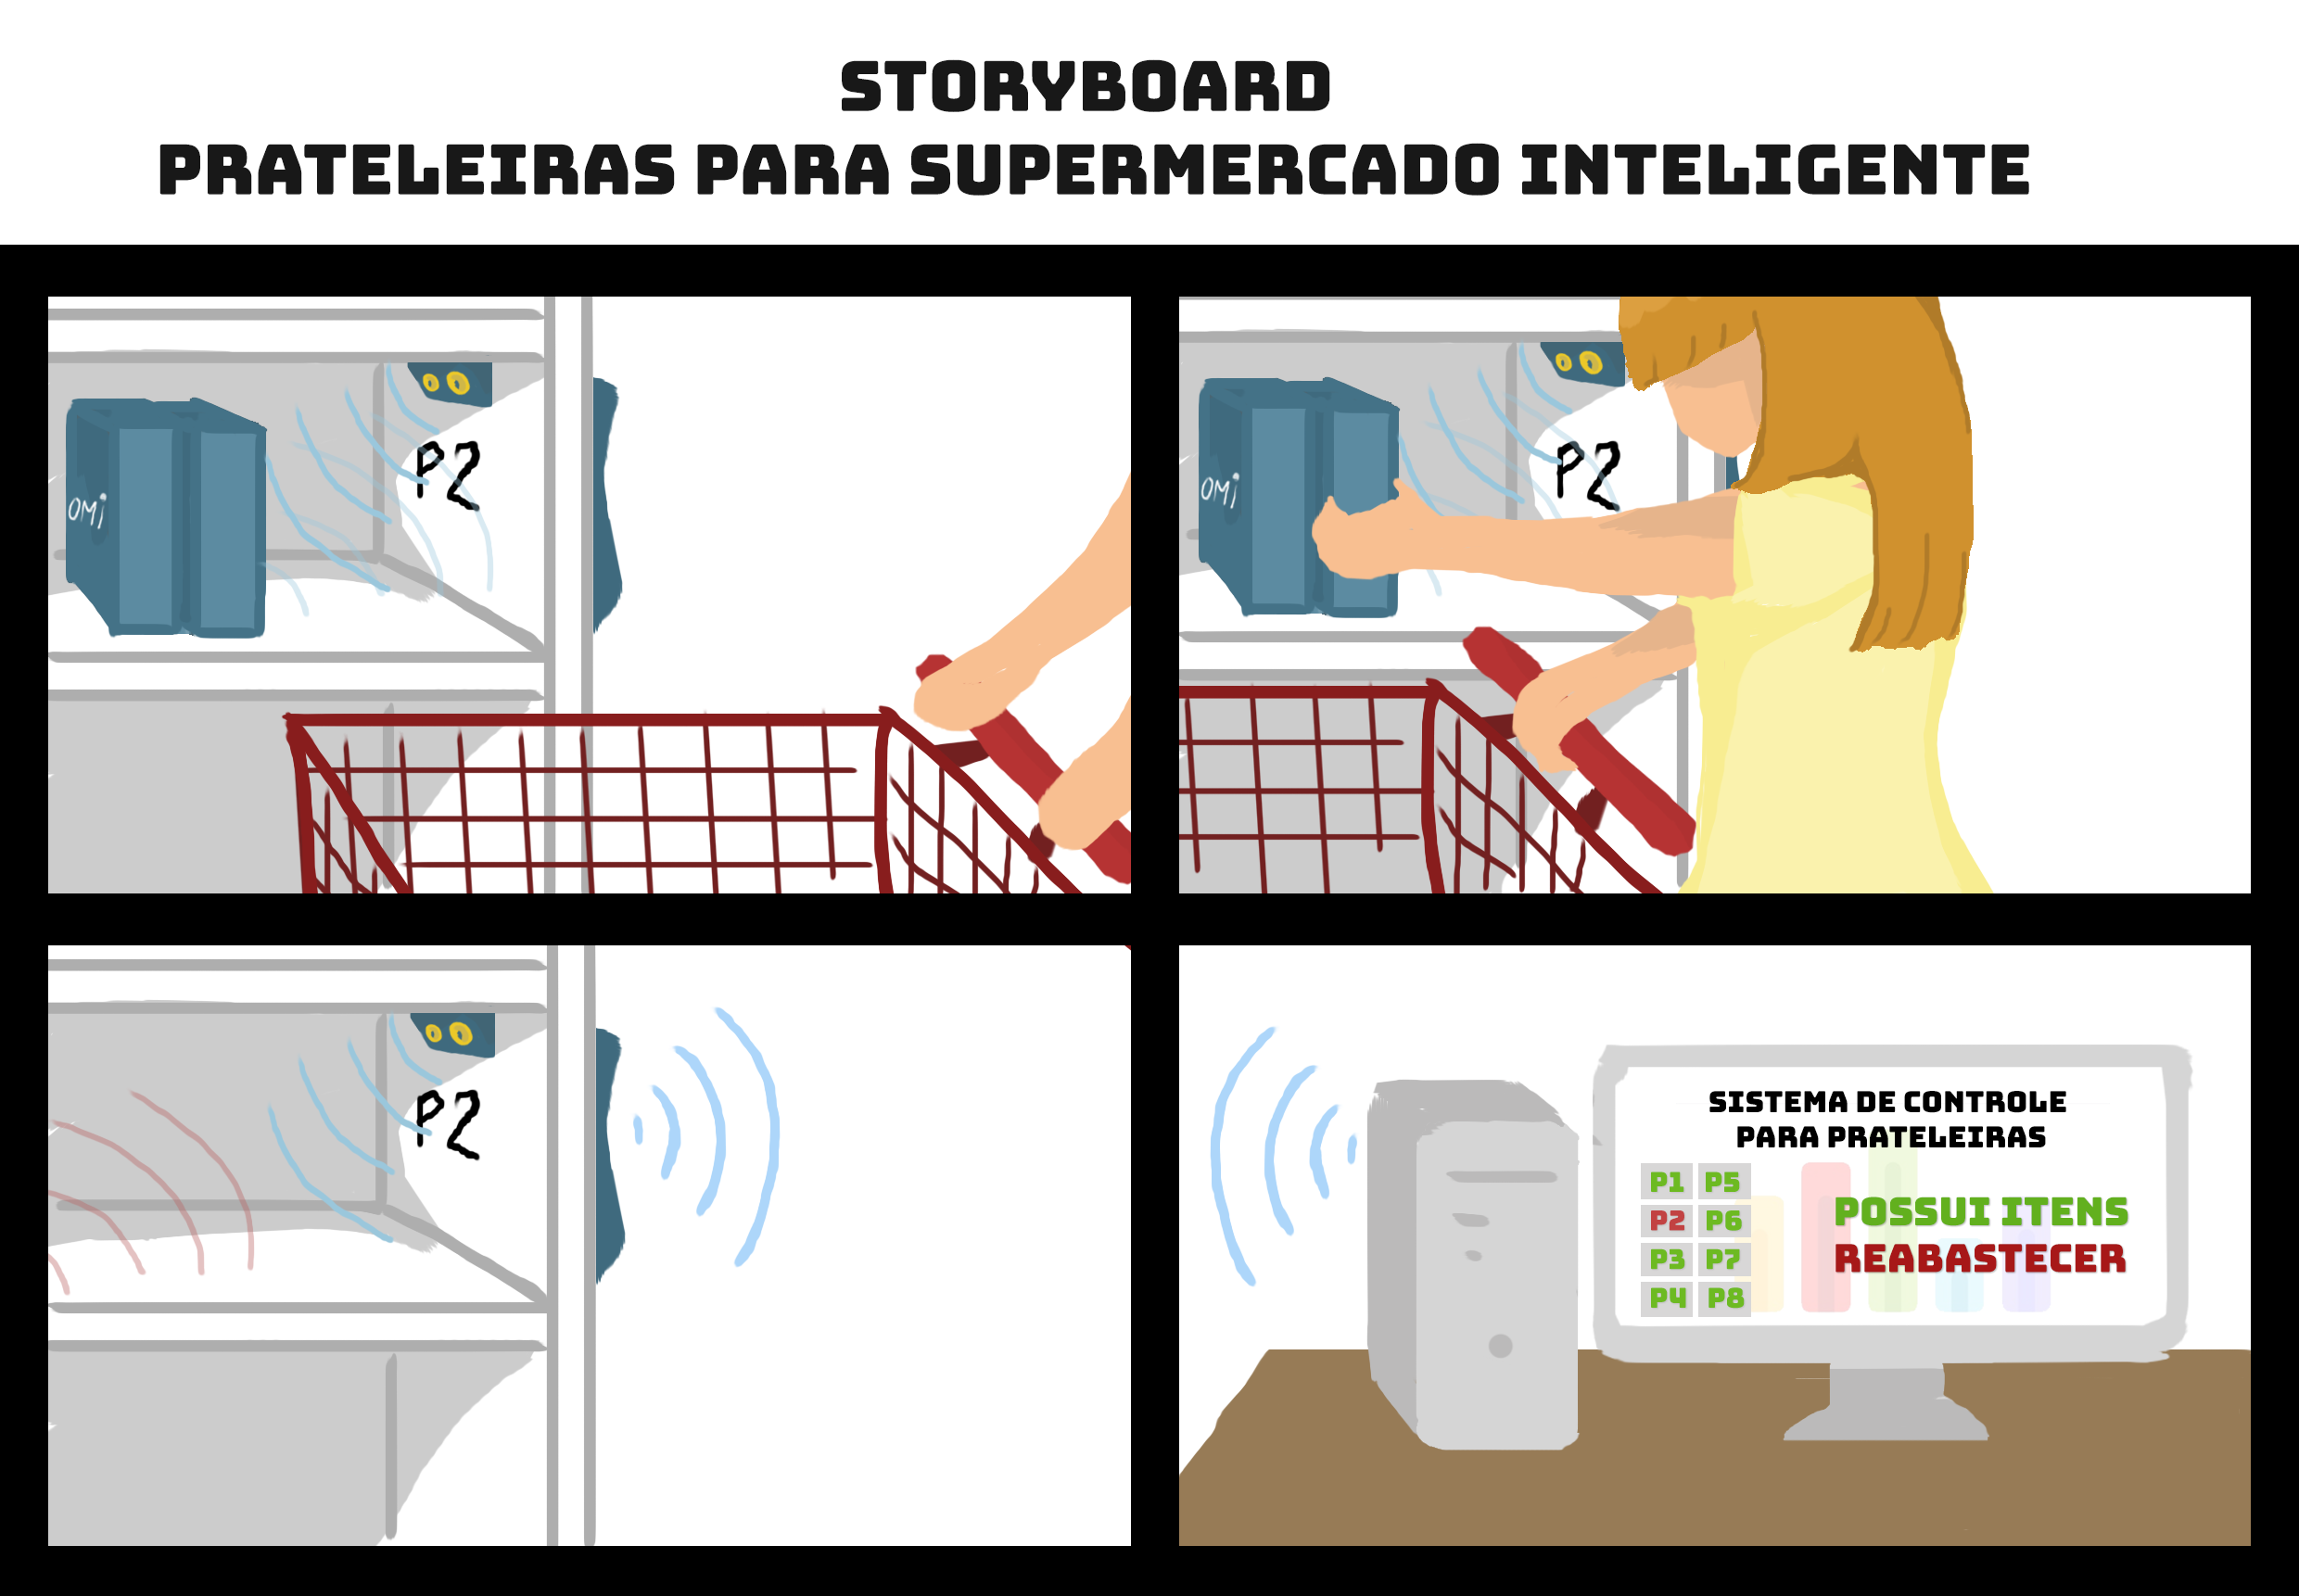 STORYBOARD
PRATELEIRAS PARA SUPERMERCADO INTELIGENTE
P2
OMi
P2
OMi
P2
SISTEMA DE CONTROLE
PARA PRATELEIRAS
P1 P5
P2 P6
P3 P7
P4 P8
POSSUI ITENS
REABASTECER